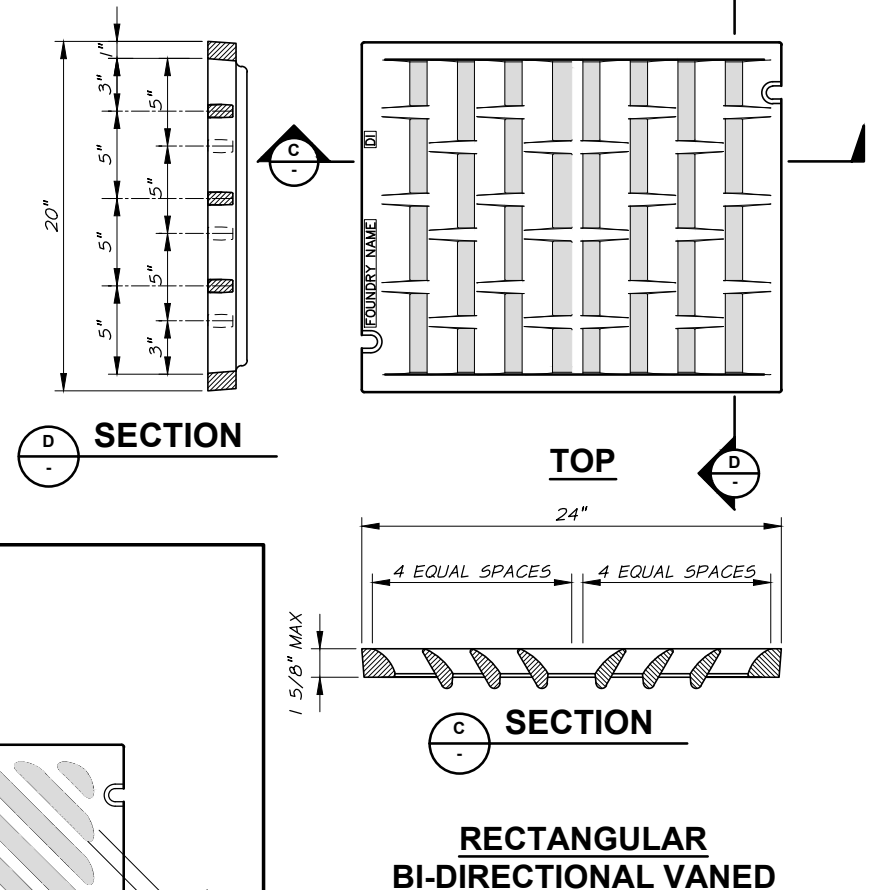 1"
3"
5"
5"
20"
5"
5"
5"
5"
3"
C
-
DI
FOUNDRY NAME
D
-
SECTION
TOP
D
-
24"
4 EQUAL SPACES
4 EQUAL SPACES
1 5/8" MAX
C
-
SECTION
RECTANGULAR
BI-DIRECTIONAL VANED